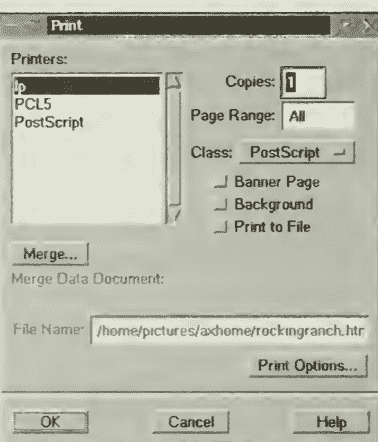 Print
Printers:
lp
PCL5
PostScript
Copies: 1
Page Range: All
Class: PostScript
Banner Page
Background
Print to File
Merge...
Merge Data Document:
File Name: /home/pictures/axhome/rockingranch.htr
Print Options...
OK
Cancel
Help